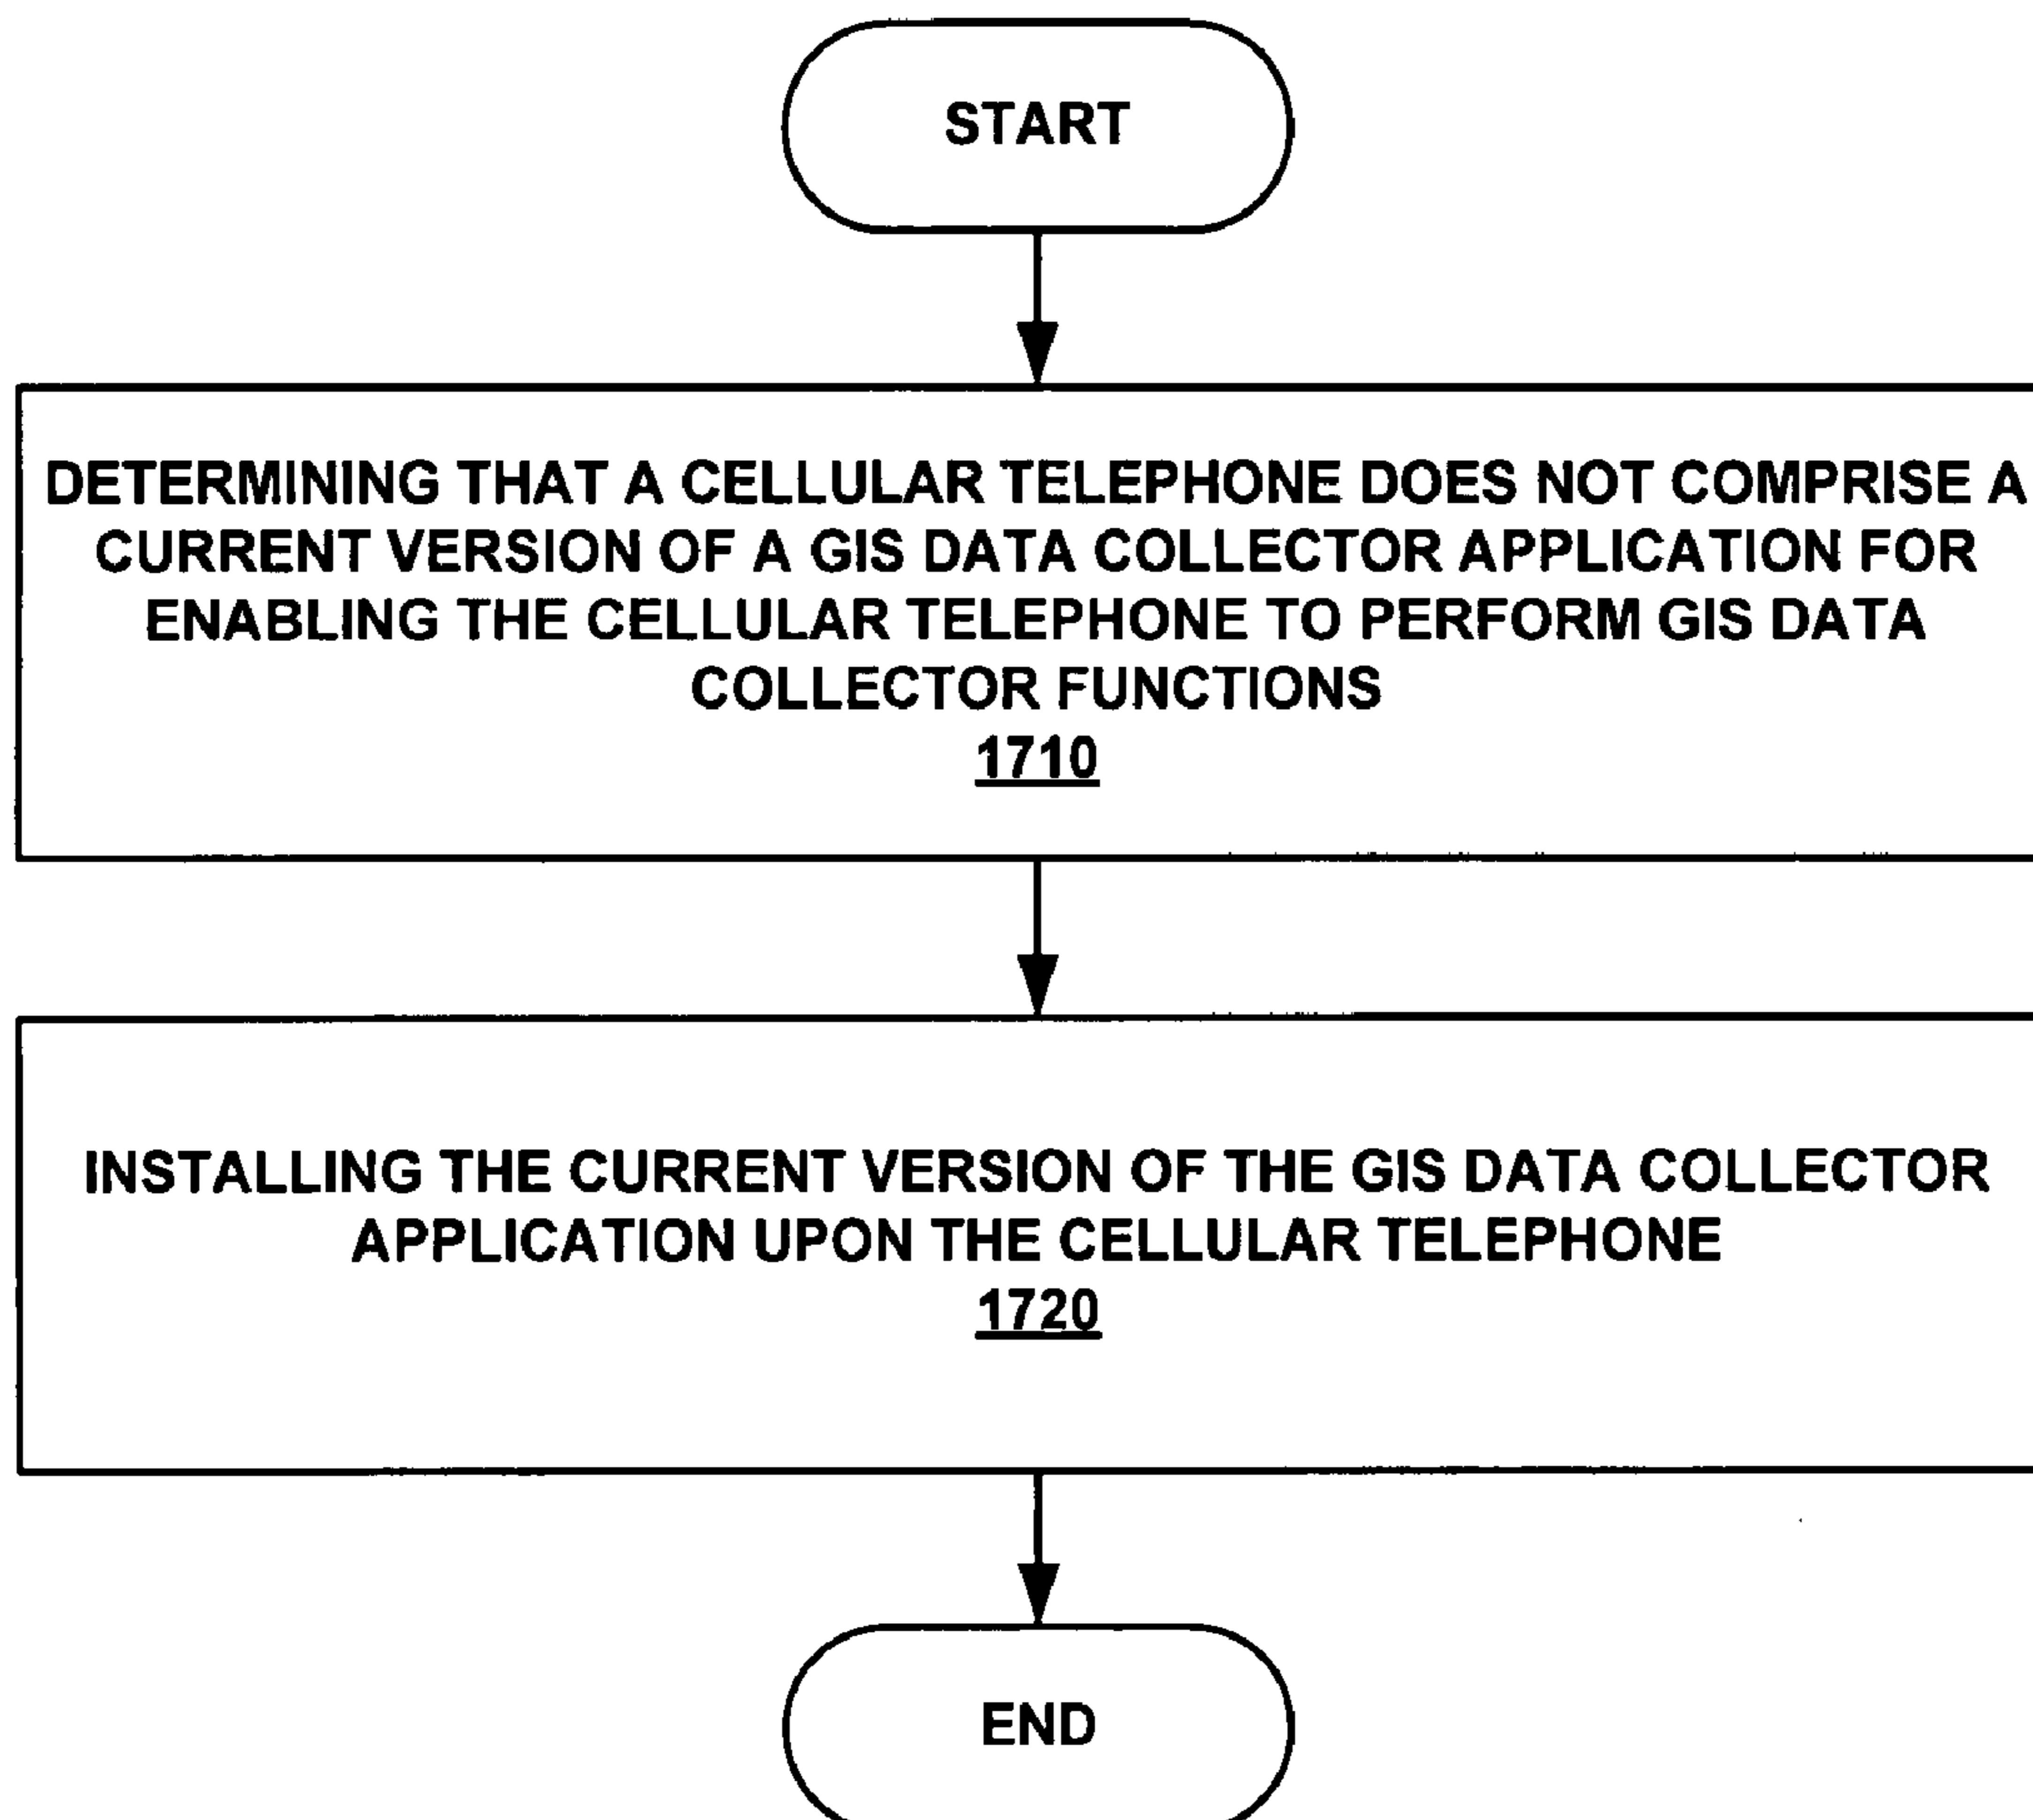 START
DETERMINING THAT A CELLULAR TELEPHONE DOES NOT COMPRISE A
CURRENT VERSION OF A GIS DATA COLLECTOR APPLICATION FOR
ENABLING THE CELLULAR TELEPHONE TO PERFORM GIS DATA
COLLECTOR FUNCTIONS
1710
INSTALLING THE CURRENT VERSION OF THE GIS DATA COLLECTOR
APPLICATION UPON THE CELLULAR TELEPHONE
1720
END